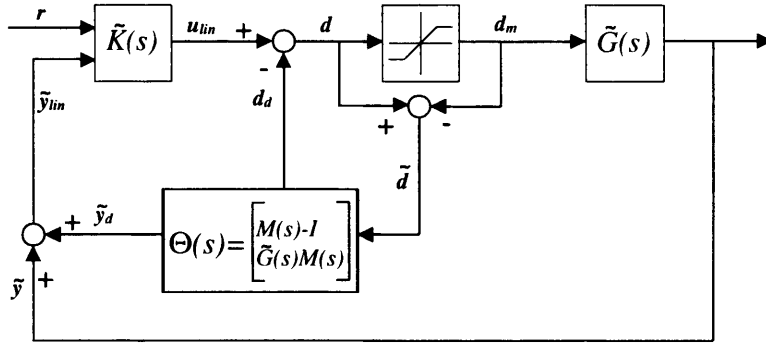 r
K̃(s)
u_lin
+
-
d
d_m
G̃(s)
ỹ_lin
d_d
+
-
d̃
+
ỹ_d
Θ(s)=
M(s)-I
G̃(s)M(s)
ỹ
+